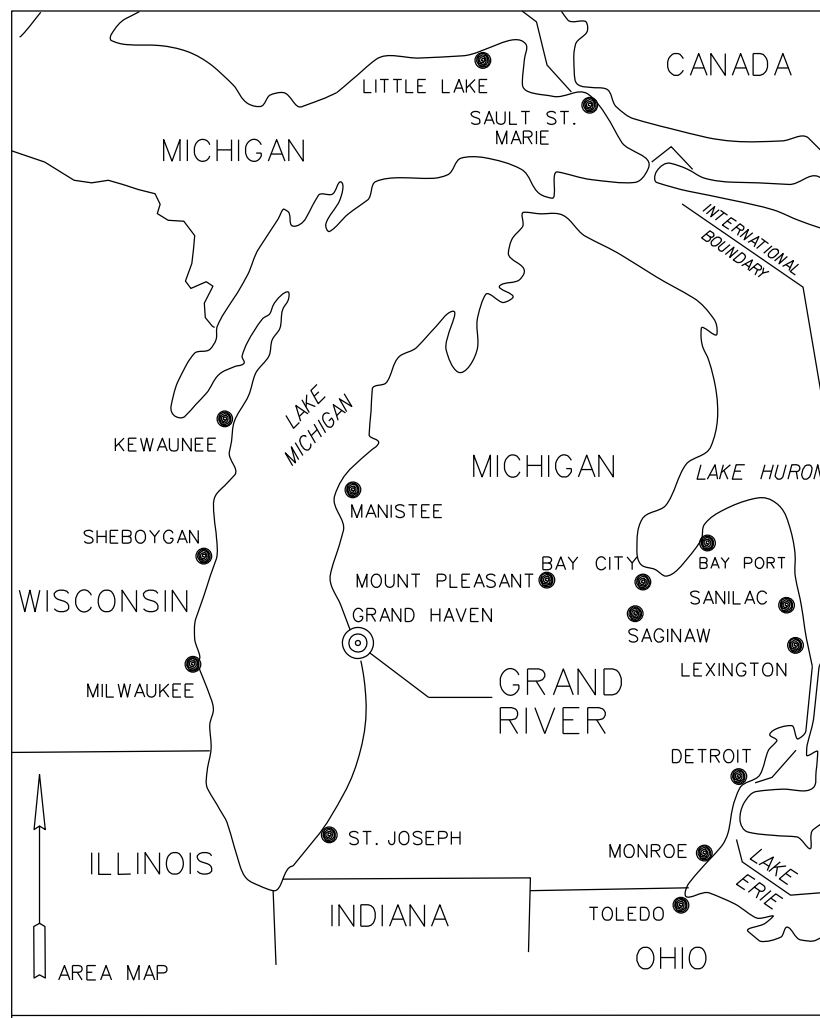 CANADA
LITTLE LAKE
SAULT ST.
MARIE
MICHIGAN
INTERNATIONAL
BOUNDARY
LAKE
MICHIGAN
KEWAUNEE
MICHIGAN
LAKE HURON
MANISTEE
SHEBOYGAN
BAY CITY
BAY PORT
MOUNT PLEASANT
WISCONSIN
SANILAC
GRAND HAVEN
SAGINAW
LEXINGTON
MILWAUKEE
GRAND
RIVER
DETROIT
ST. JOSEPH
MONROE
ILLINOIS
LAKE
ERIE
INDIANA
TOLEDO
OHIO
AREA MAP